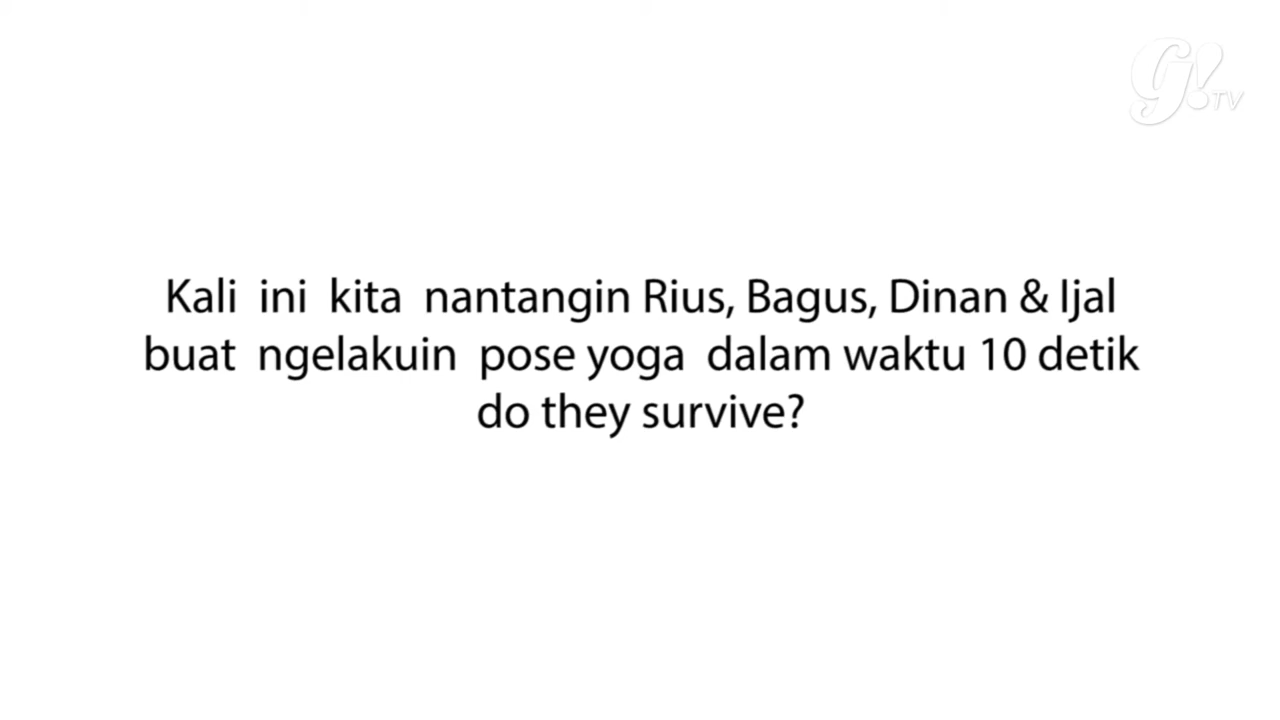 G!.TV
Kali ini kita nantangin Rius, Bagus, Dinan & Ijal
buat ngelakuin pose yoga dalam waktu 10 detik
do they survive?